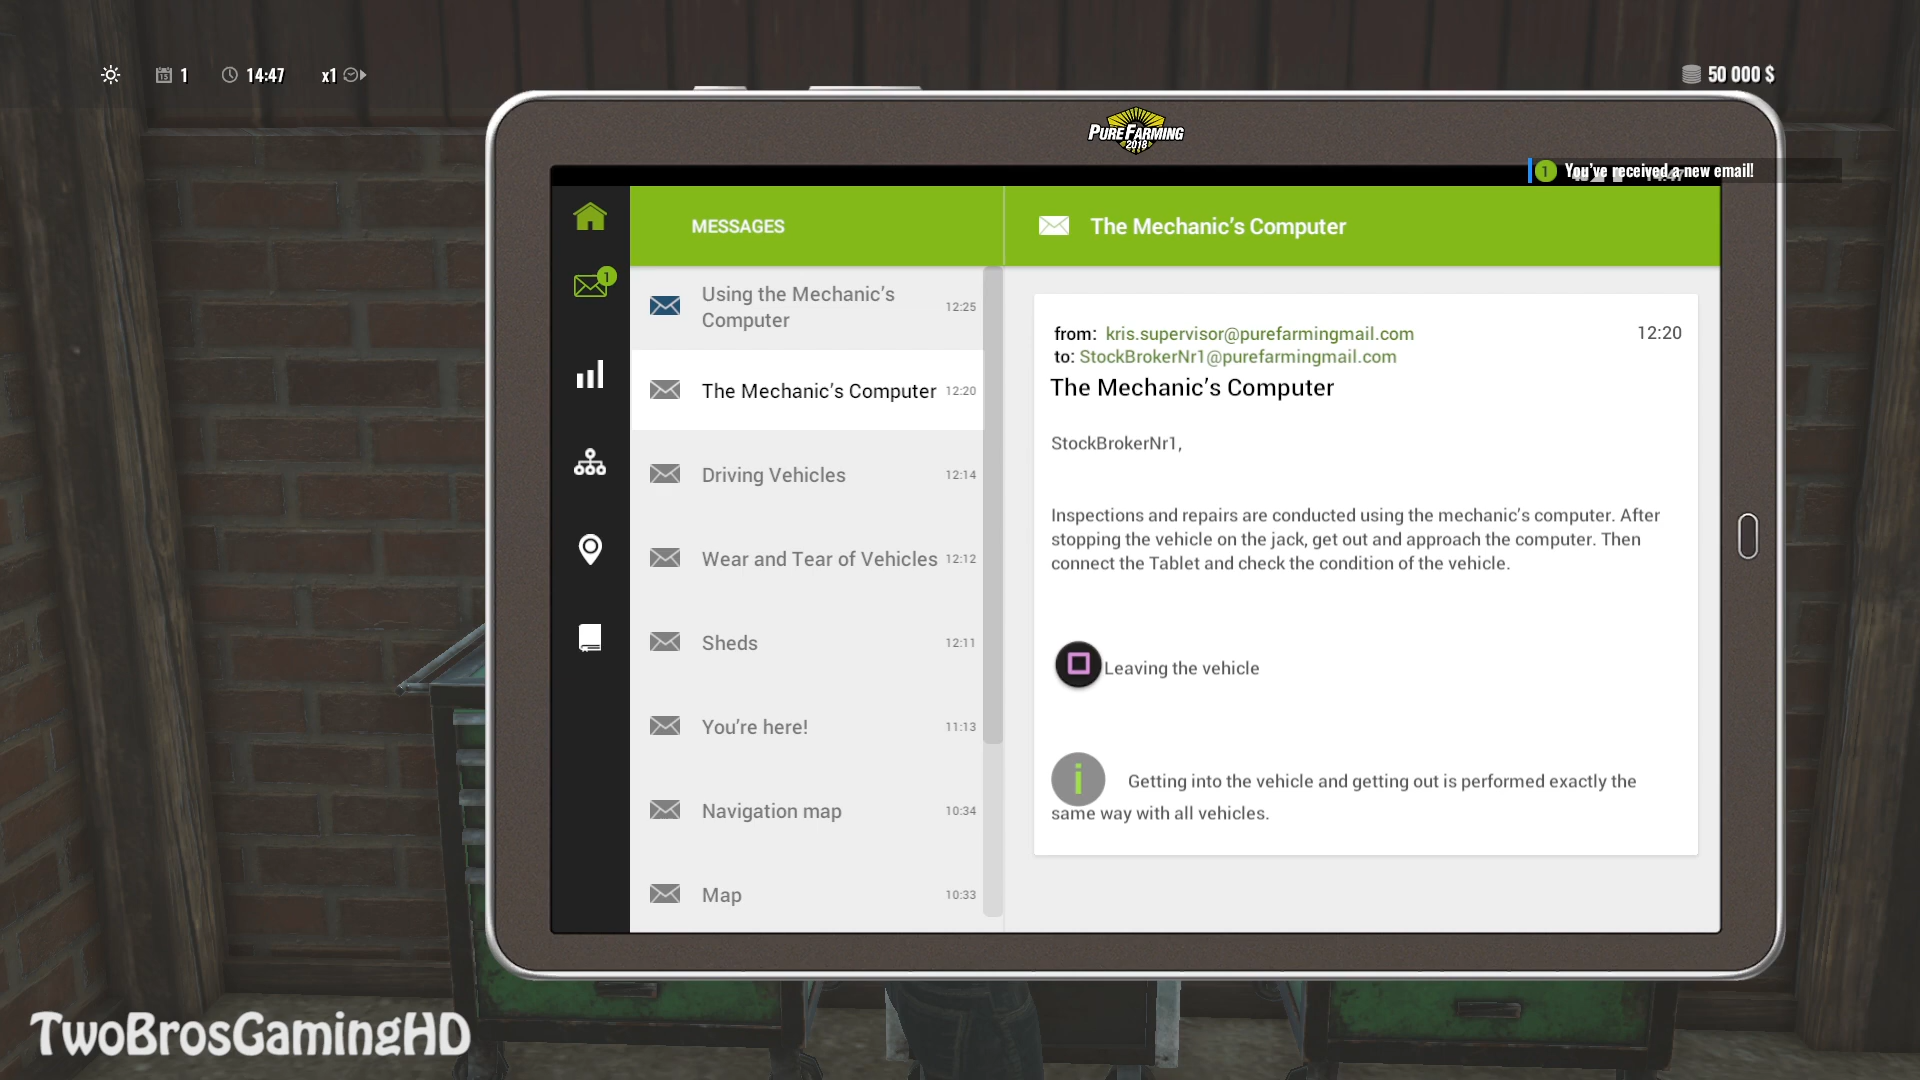 1
14:47
x1
50 000 $
PURE FARMING
2018
1 You've received a new email!
MESSAGES
The Mechanic's Computer
1
Using the Mechanic's
Computer
12:25
The Mechanic's Computer 12:20
Driving Vehicles 12:14
Wear and Tear of Vehicles 12:12
Sheds 12:11
You're here! 11:13
Navigation map 10:34
Map 10:33
from: kris.supervisor@purefarmingmail.com 12:20
to: StockBrokerNr1@purefarmingmail.com
The Mechanic's Computer
StockBrokerNr1,
Inspections and repairs are conducted using the mechanic's computer. After
stopping the vehicle on the jack, get out and approach the computer. Then
connect the Tablet and check the condition of the vehicle.
Leaving the vehicle
i Getting into the vehicle and getting out is performed exactly the
same way with all vehicles.
TwoBrosGamingHD